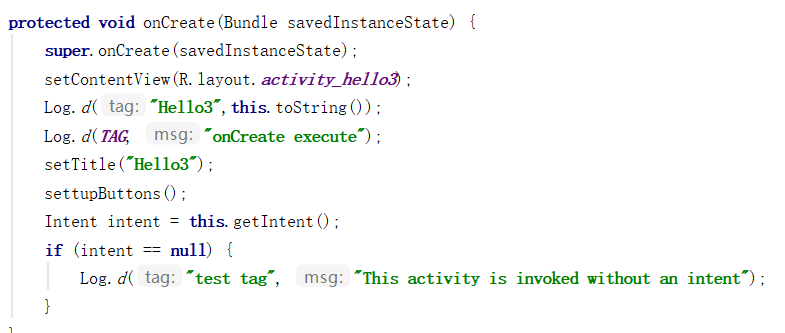 protected void onCreate(Bundle savedInstanceState) {
super.onCreate(savedInstanceState);
setContentView(R.layout.activity_hello3);
Log.d( tag: "Hello3",this.toString());
Log.d(TAG, msg: "onCreate execute");
setTitle("Hello3");
settupButtons();
Intent intent = this.getIntent();
if (intent == null) {
Log.d( tag: "test tag", msg: "This activity is invoked without an intent");
}